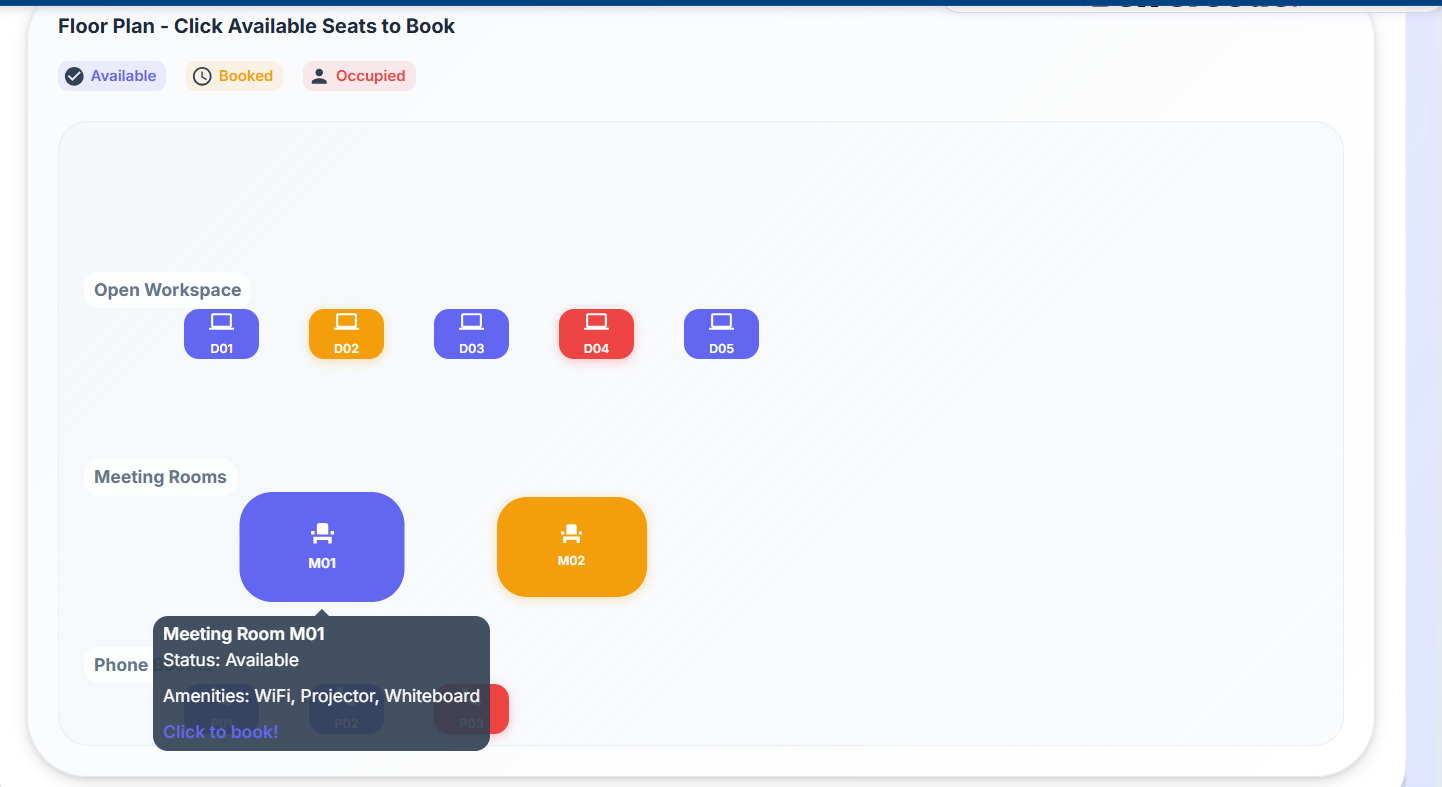 Floor Plan - Click Available Seats to Book
Available Booked Occupied
Open Workspace
D01 D02 D03 D04 D05
Meeting Rooms
M01 M02
Meeting Room M01
Status: Available
Phone
Amenities: WiFi, Projector, Whiteboard
P01 P02 P03
Click to book!